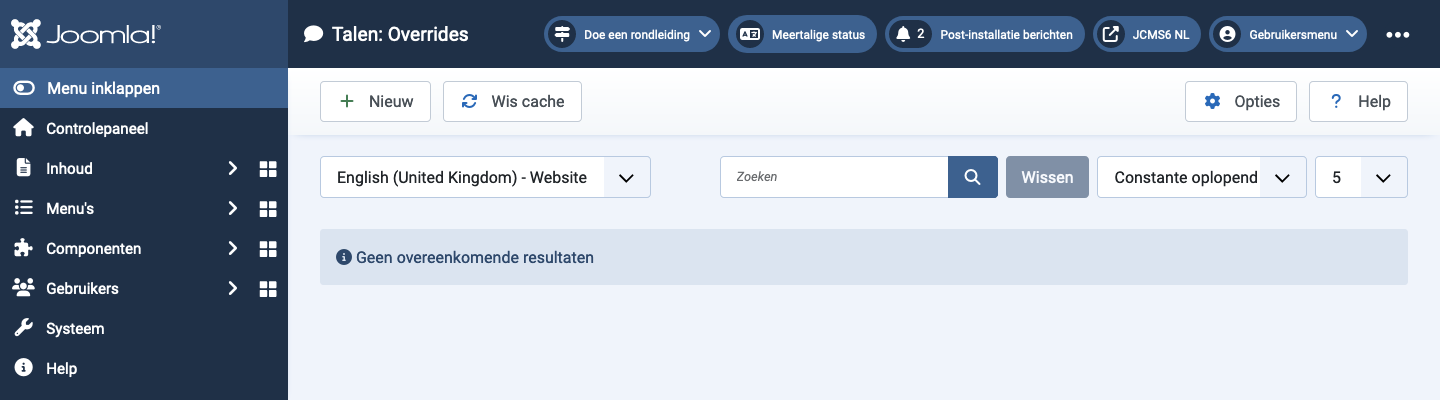 Joomla!®
Talen: Overrides
Doe een rondleiding
Meertalige status
2 Post-installatie berichten
JCMS6 NL
Gebruikersmenu
Menu inklappen
Controlepaneel
Inhoud
Menu's
Componenten
Gebruikers
Systeem
Help
Nieuw
Wis cache
Opties
? Help
English (United Kingdom) - Website
Zoeken
Wissen
Constante oplopend
5
Geen overeenkomende resultaten